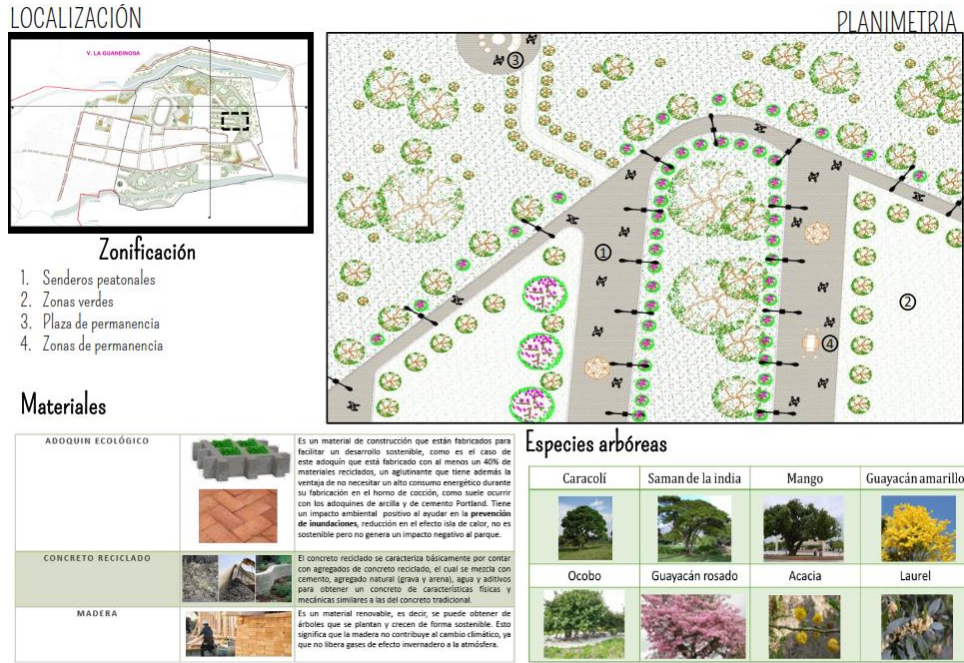 LOCALIZACIÓN
PLANIMETRIA
V. LA GUANDINOSA
Zonificación
1. Senderos peatonales
2. Zonas verdes
3. Plaza de permanencia
4. Zonas de permanencia
3
1
2
4
Materiales
ADOQUIN ECOLÓGICO
Es un material de construcción que están fabricados para
facilitar un desarrollo sostenible, como es el caso de
este adoquín que está fabricado con al menos un 40% de
materiales reciclados, un aglutinante que tiene además la
ventaja de no necesitar un alto consumo energético durante
su fabricación en el horno de cocción, como suele ocurrir
con los adoquines de arcilla y de cemento Portland. Tiene
un impacto ambiental positivo al ayudar en la prevención
de inundaciones, reducción en el efecto isla de calor, no es
sostenible pero no genera un impacto negativo al parque.
CONCRETO RECICLADO
El concreto reciclado se caracteriza básicamente por contar
con agregados de concreto reciclado, el cual se mezcla con
cemento, agregado natural (grava y arena), agua y aditivos
para obtener un concreto de características físicas y
mecánicas similares a las del concreto tradicional.
MADERA
Es un material renovable, es decir, se puede obtener de
árboles que se plantan y crecen de forma sostenible. Esto
significa que la madera no contribuye al cambio climático, ya
que no libera gases de efecto invernadero a la atmósfera.
Especies arbóreas
Caracolí
Saman de la india
Mango
Guayacán amarillo
Ocobo
Guayacán rosado
Acacia
Laurel